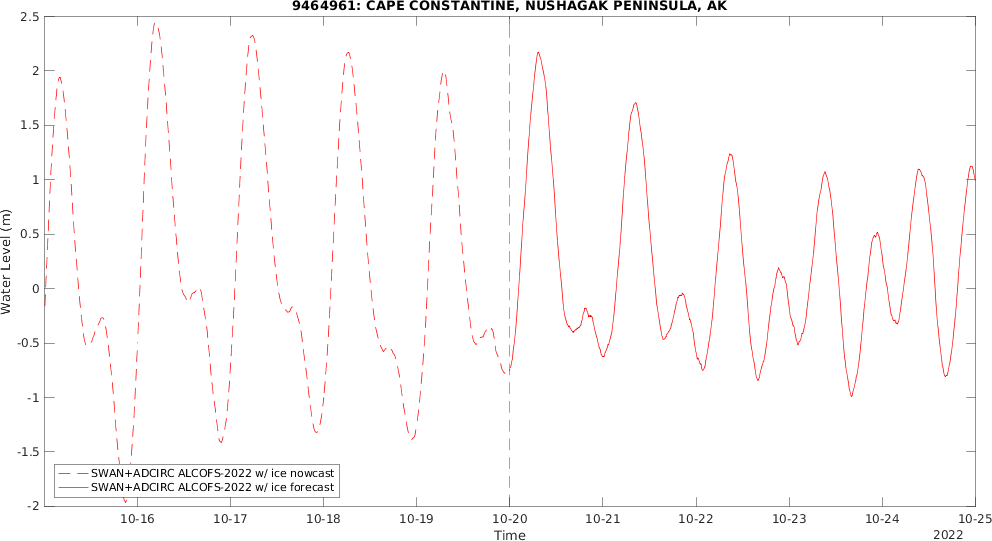 9464961: CAPE CONSTANTINE, NUSHAGAK PENINSULA, AK
2.5
2
1.5
1
0.5
0
-0.5
-1
-1.5
-2
Water Level (m)
SWAN+ADCIRC ALCOFS-2022 w/ ice nowcast
SWAN+ADCIRC ALCOFS-2022 w/ ice forecast
10-16 10-17 10-18 10-19 10-20 10-21 10-22 10-23 10-24 10-25
Time
2022